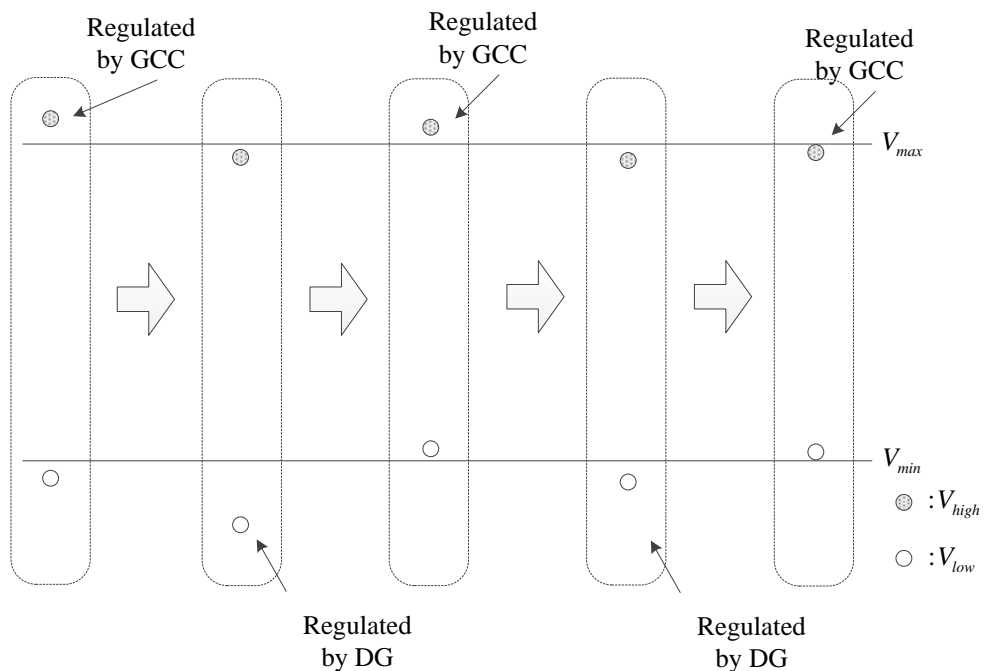 Regulated
by GCC
Regulated
by GCC
Regulated
by GCC
V_max
V_min
: V_high
: V_low
Regulated
by DG
Regulated
by DG